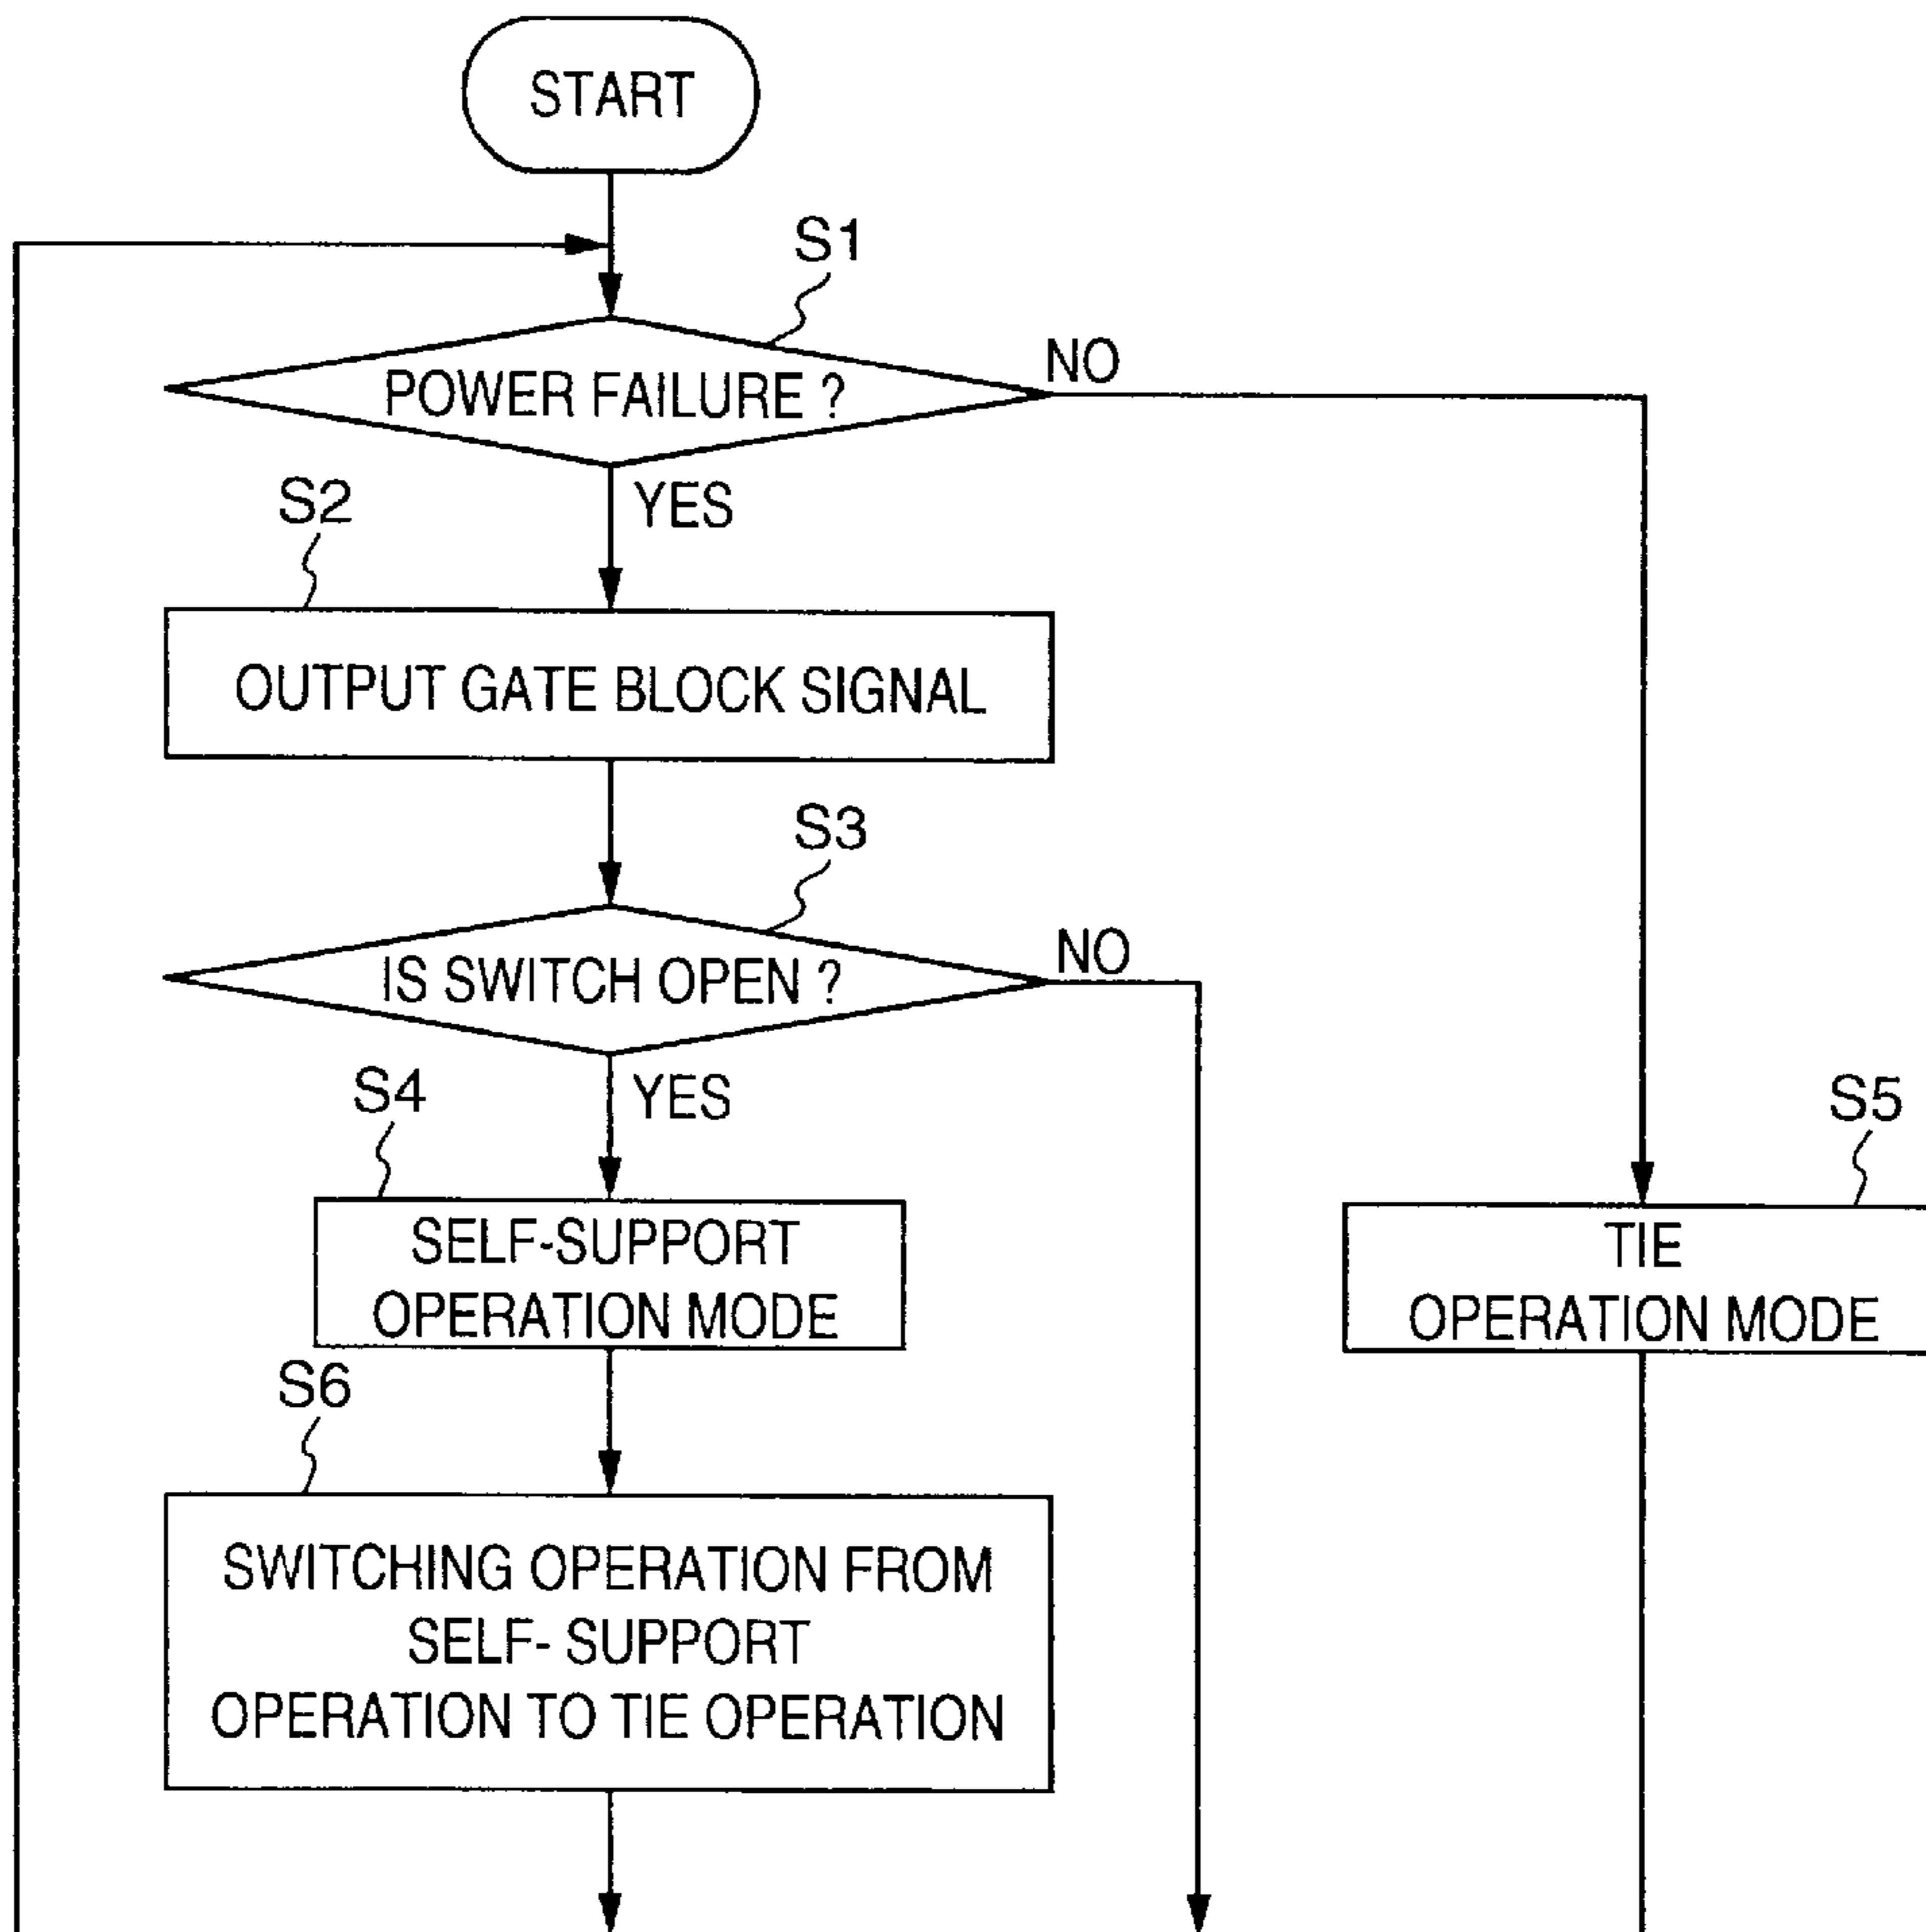 START
S1
POWER FAILURE ?
NO
YES
S2
OUTPUT GATE BLOCK SIGNAL
S3
IS SWITCH OPEN ?
NO
YES
S4
SELF-SUPPORT
OPERATION MODE
S5
TIE
OPERATION MODE
S6
SWITCHING OPERATION FROM
SELF- SUPPORT
OPERATION TO TIE OPERATION